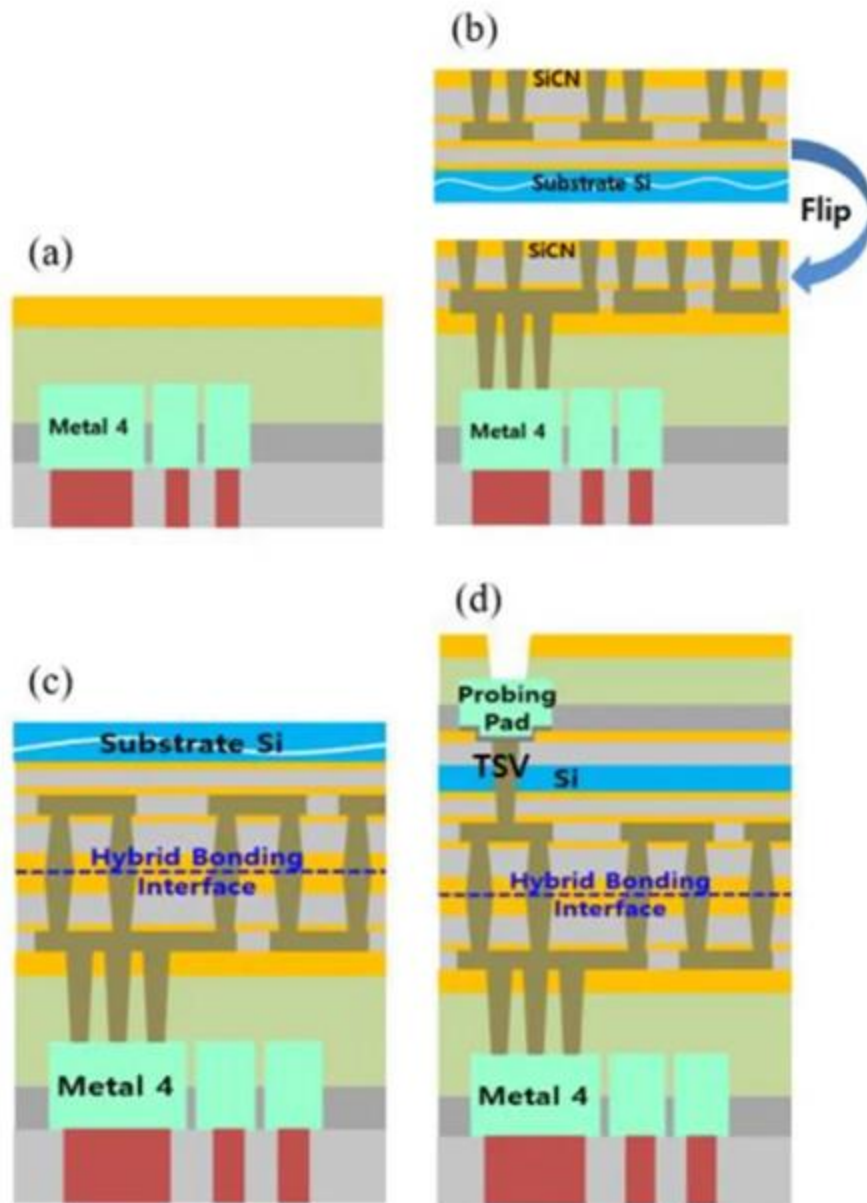 (a)
Metal 4
(b)
SiCN
Substrate Si
Flip
SiCN
Metal 4
(c)
Substrate Si
Hybrid Bonding
Interface
Metal 4
(d)
Probing
Pad
TSV
Si
Hybrid Bonding
Interface
Metal 4